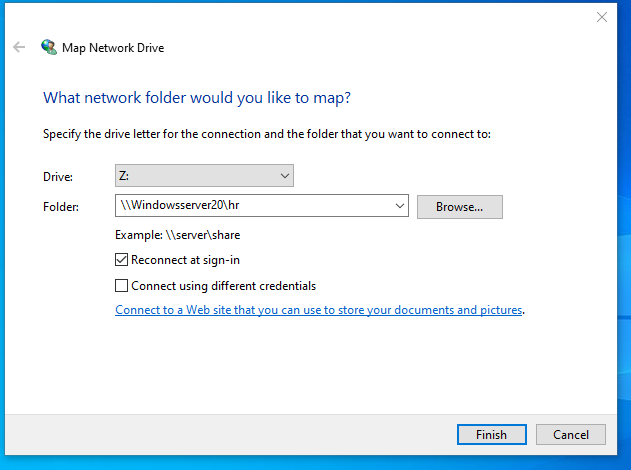 Map Network Drive
What network folder would you like to map?
Specify the drive letter for the connection and the folder that you want to connect to:
Drive: Z:
Folder: \\Windowsserver20\hr Browse...
Example: \\server\share
Reconnect at sign-in
Connect using different credentials
Connect to a Web site that you can use to store your documents and pictures.
Finish Cancel